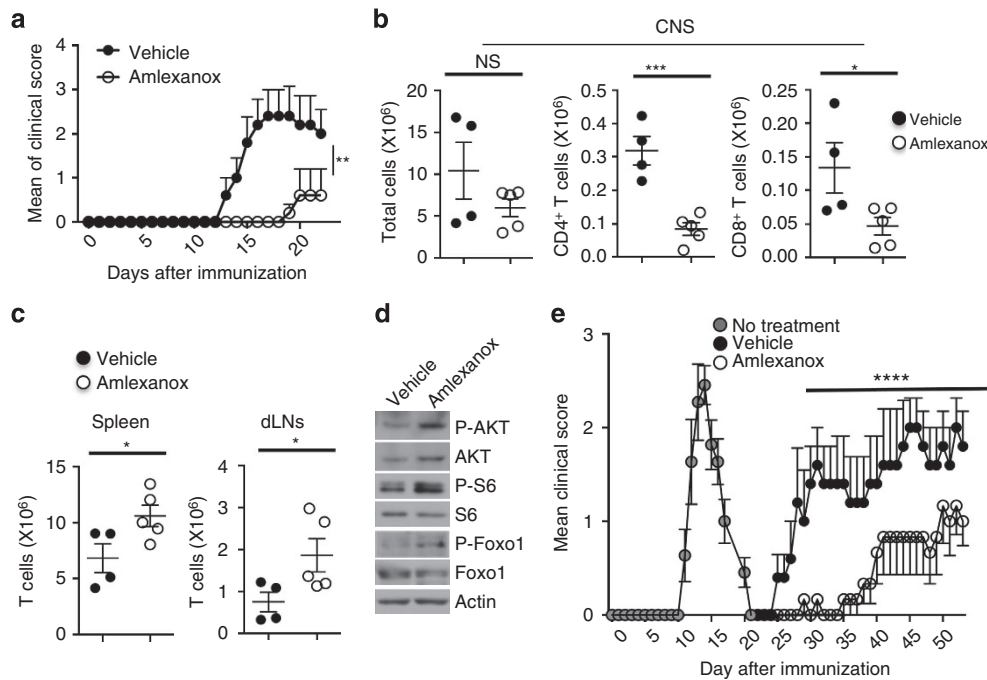 a
Vehicle
Amlexanox
Mean of clinical score
4
3
2
1
0
**
0
5
10
15
20
Days after immunization
b
CNS
NS
Total cells (X10⁶)
20
15
10
5
0
***
CD4⁺ T cells (X10⁶)
0.5
0.4
0.3
0.2
0.1
0.0
*
CD8⁺ T cells (X10⁶)
0.25
0.20
0.15
0.10
0.05
0.00
Vehicle
Amlexanox
c
Vehicle
Amlexanox
Spleen
*
T cells (X10⁶)
15
10
5
0
dLNs
*
T cells (X10⁶)
4
3
2
1
0
d
Vehicle
Amlexanox
P-AKT
AKT
P-S6
S6
P-Foxo1
Foxo1
Actin
e
No treatment
Vehicle
Amlexanox
****
Mean clinical score
3
2
1
0
0
5
10
15
20
25
30
35
40
45
50
Day after immunization